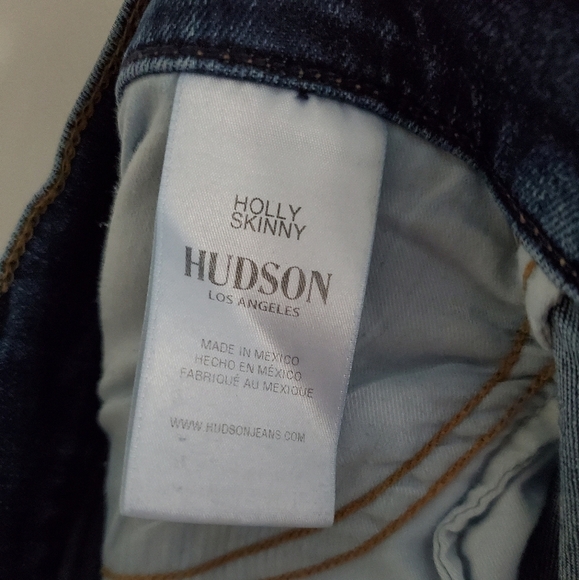 HOLLY
SKINNY
HUDSON
LOS ANGELES
MADE IN MEXICO
HECHO EN MÉXICO
FABRIQUÉ AU MEXIQUE
WWW.HUDSONJEANS.COM